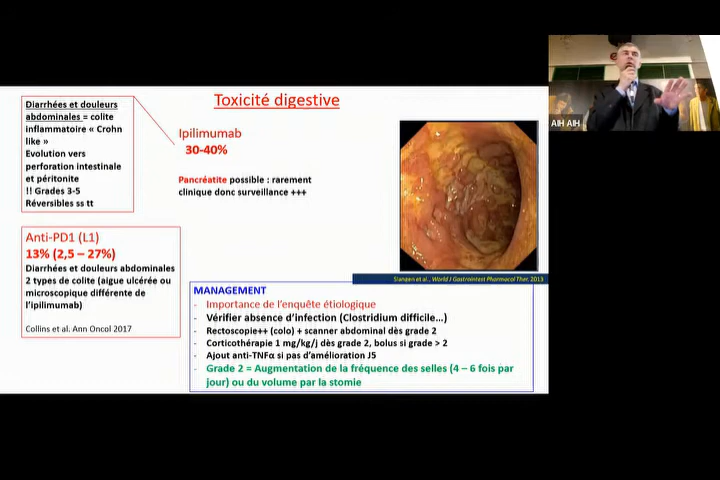 Toxicité digestive
Diarrhées et douleurs
abdominales = colite
inflammatoire « Crohn
like »
Evolution vers
perforation intestinale
et péritonite
!! Grades 3-5
Réversibles ss tt
Ipilimumab
30-40%
Pancréatite possible : rarement
clinique donc surveillance +++
AIH AIH
Anti-PD1 (L1)
13% (2,5 – 27%)
Diarrhées et douleurs abdominales
2 types de colite (aigue ulcérée ou
microscopique différente de
l'ipilimumab)
Collins et al. Ann Oncol 2017
et al., World J Gastrointest Pharmacol Ther. 2013
MANAGEMENT
- Importance de l'enquête étiologique
- Vérifier absence d'infection (Clostridium difficile…)
- Rectoscopie++ (colo) + scanner abdominal dès grade 2
- Corticothérapie 1 mg/kg/j dès grade 2, bolus si grade > 2
- Ajout anti-TNFα si pas d'amélioration J5
- Grade 2 = Augmentation de la fréquence des selles (4 – 6 fois par
jour) ou du volume par la stomie